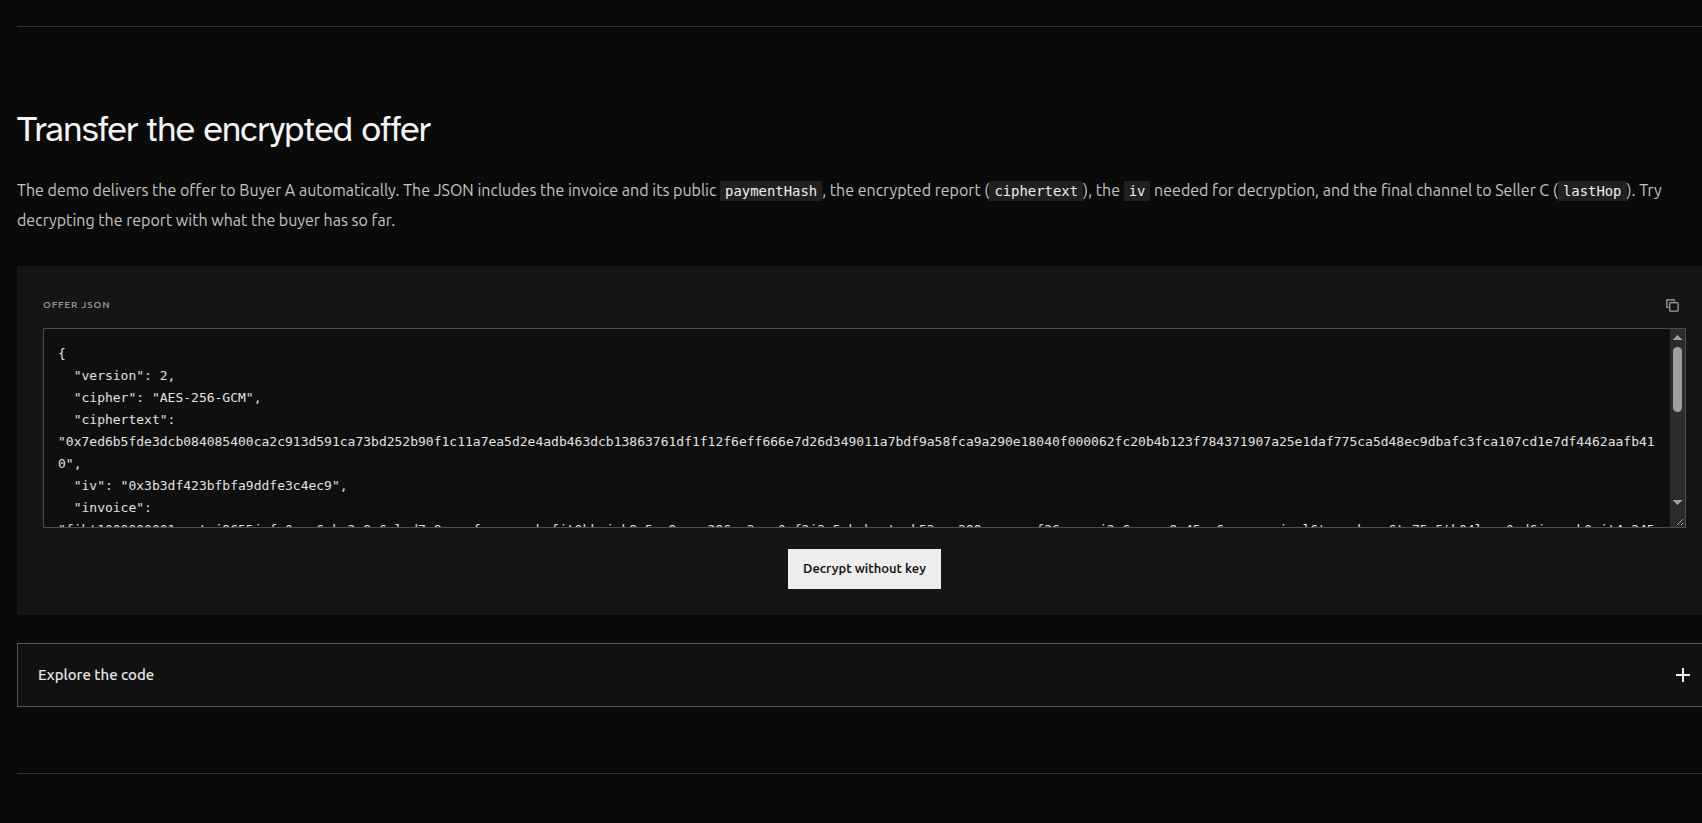 Transfer the encrypted offer
The demo delivers the offer to Buyer A automatically. The JSON includes the invoice and its public paymentHash, the encrypted report (ciphertext), the iv needed for decryption, and the final channel to Seller C (lastHop). Try
decrypting the report with what the buyer has so far.
OFFER JSON
{
"version": 2,
"cipher": "AES-256-GCM",
"ciphertext":
"0x7ed6b5fde3dcb084085400ca2c913d591ca73bd252b90f1c11a7ea5d2e4adb463dcb13863761df1f12f6eff666e7d26d349011a7bdf9a58fca9a290e18040f000062fc20b4b123f784371907a25e1daf775ca5d48ec9dbafc3fca107cd1e7df4462aafb41
0",
"iv": "0x3b3df423bfbfa9ddfe3c4ec9",
"invoice":
Decrypt without key
Explore the code